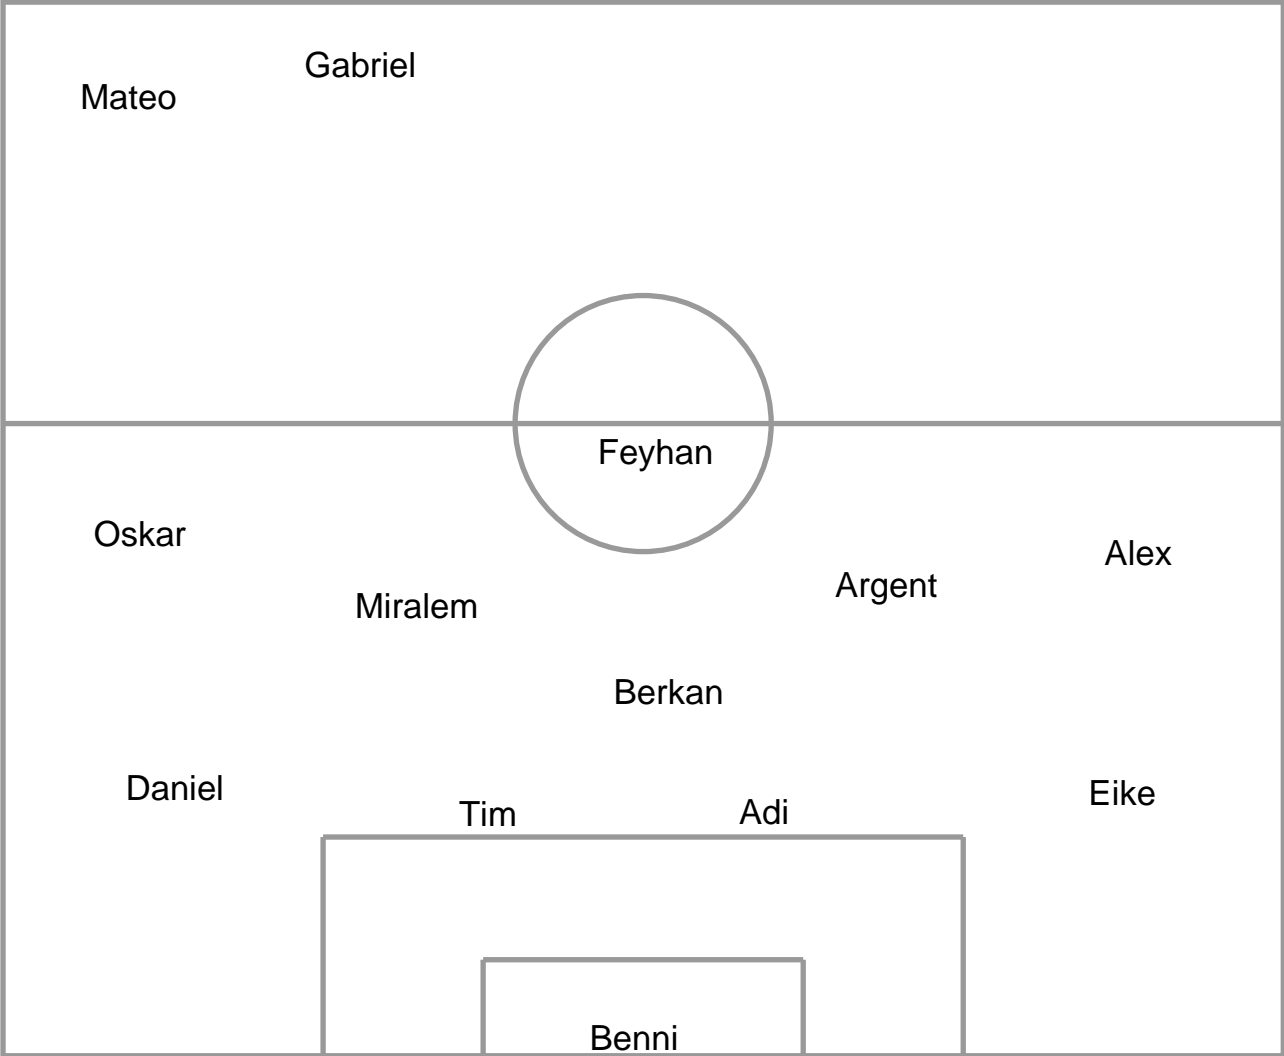 Gabriel
Mateo
Feyhan
Oskar
Alex
Argent
Miralem
Berkan
Daniel
Eike
Tim
Adi
Benni